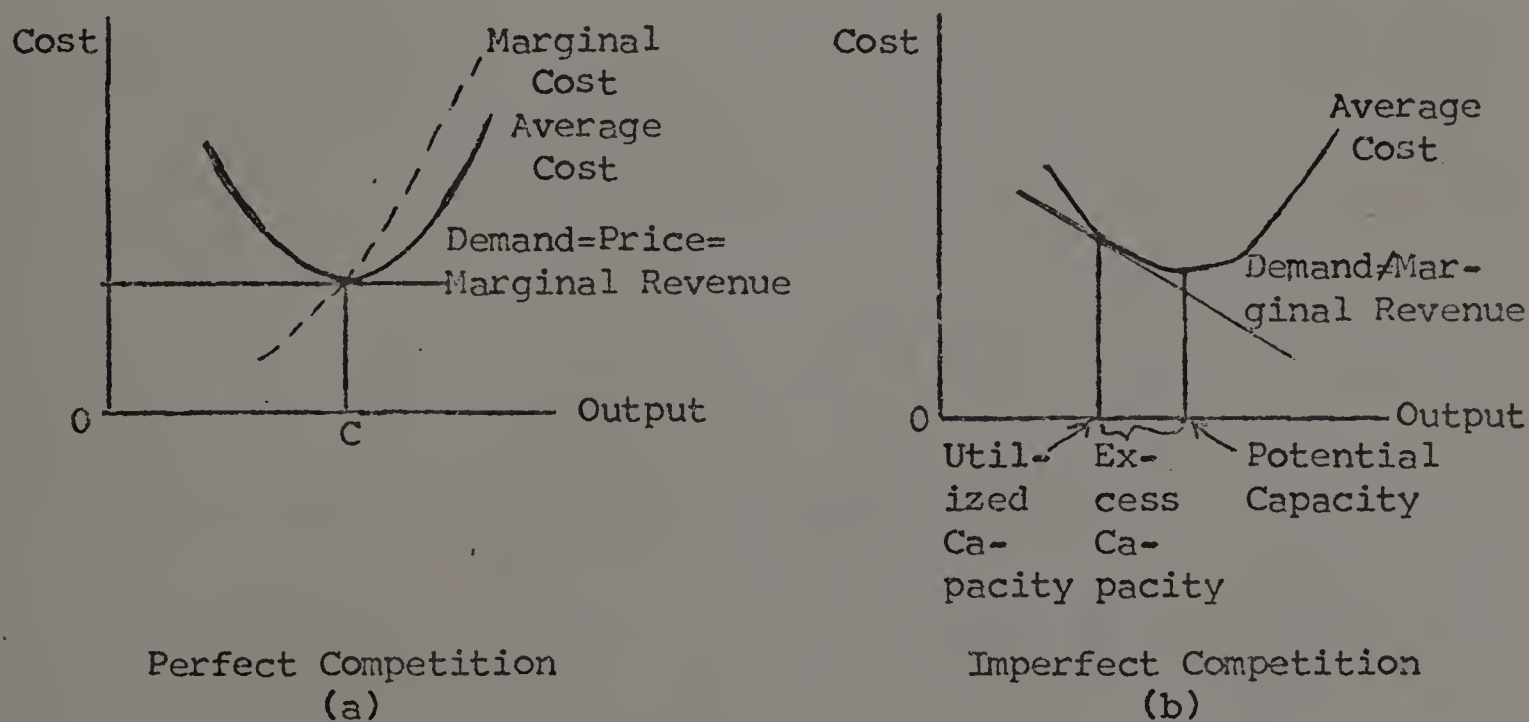 Cost
Marginal
Cost
Average
Cost
Demand=Price=
Marginal Revenue
0
C
Output
Perfect Competition
(a)
Cost
Average
Cost
Demand≠Mar-
ginal Revenue
0
Output
Util-
ized
Ca-
pacity
Ex-
cess
Ca-
pacity
Potential
Capacity
Imperfect Competition
(b)